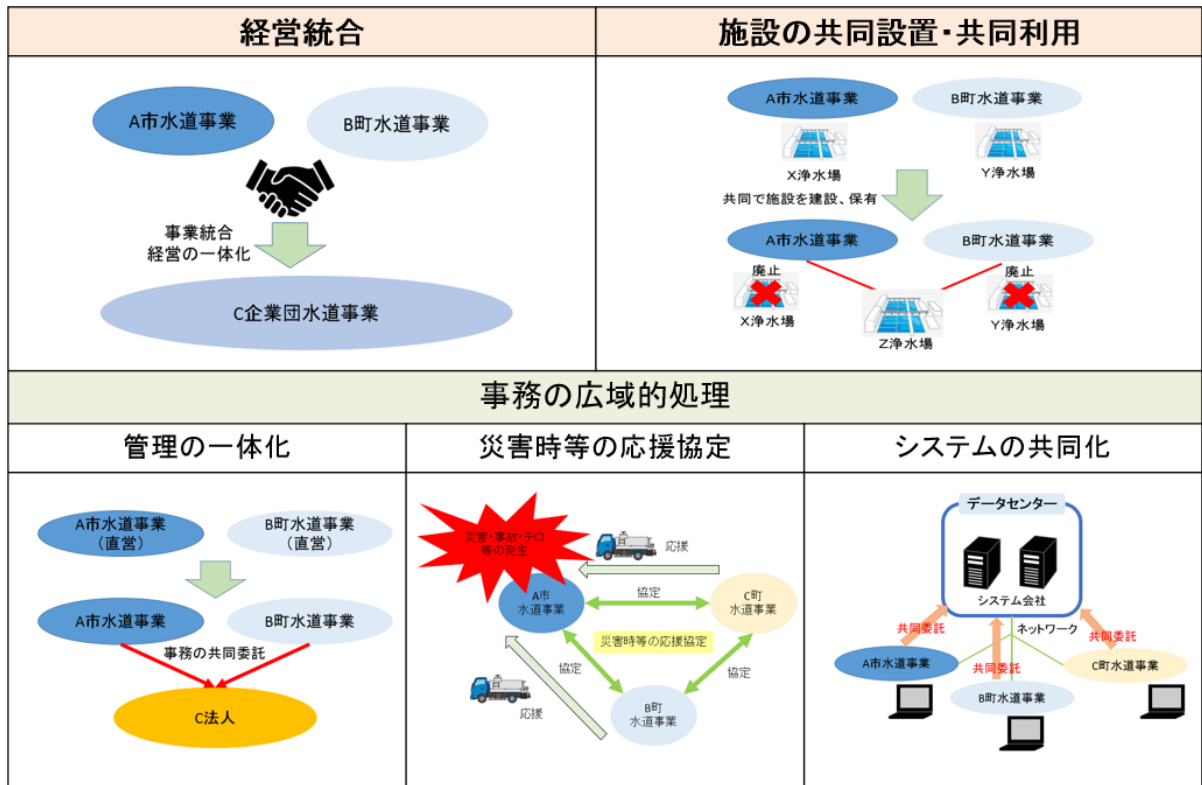 経営統合
A市水道事業
B町水道事業
事業統合
経営の一体化
C企業団水道事業
施設の共同設置・共同利用
A市水道事業
B町水道事業
X浄水場
Y浄水場
共同で施設を建設、保有
A市水道事業
B町水道事業
廃止
廃止
X浄水場
Y浄水場
Z浄水場
事務の広域的処理
管理の一体化
A市水道事業
(直営)
B町水道事業
(直営)
A市水道事業
B町水道事業
事務の共同委託
C法人
災害時等の応援協定
災害・事故・テロ
等の発生
応援
A市
水道事業
協定
C町
水道事業
災害時等の応援協定
協定
協定
応援
B町
水道事業
システムの共同化
データセンター
システム会社
ネットワーク
共同委託
共同委託
共同委託
A市水道事業
C町水道事業
B町水道事業